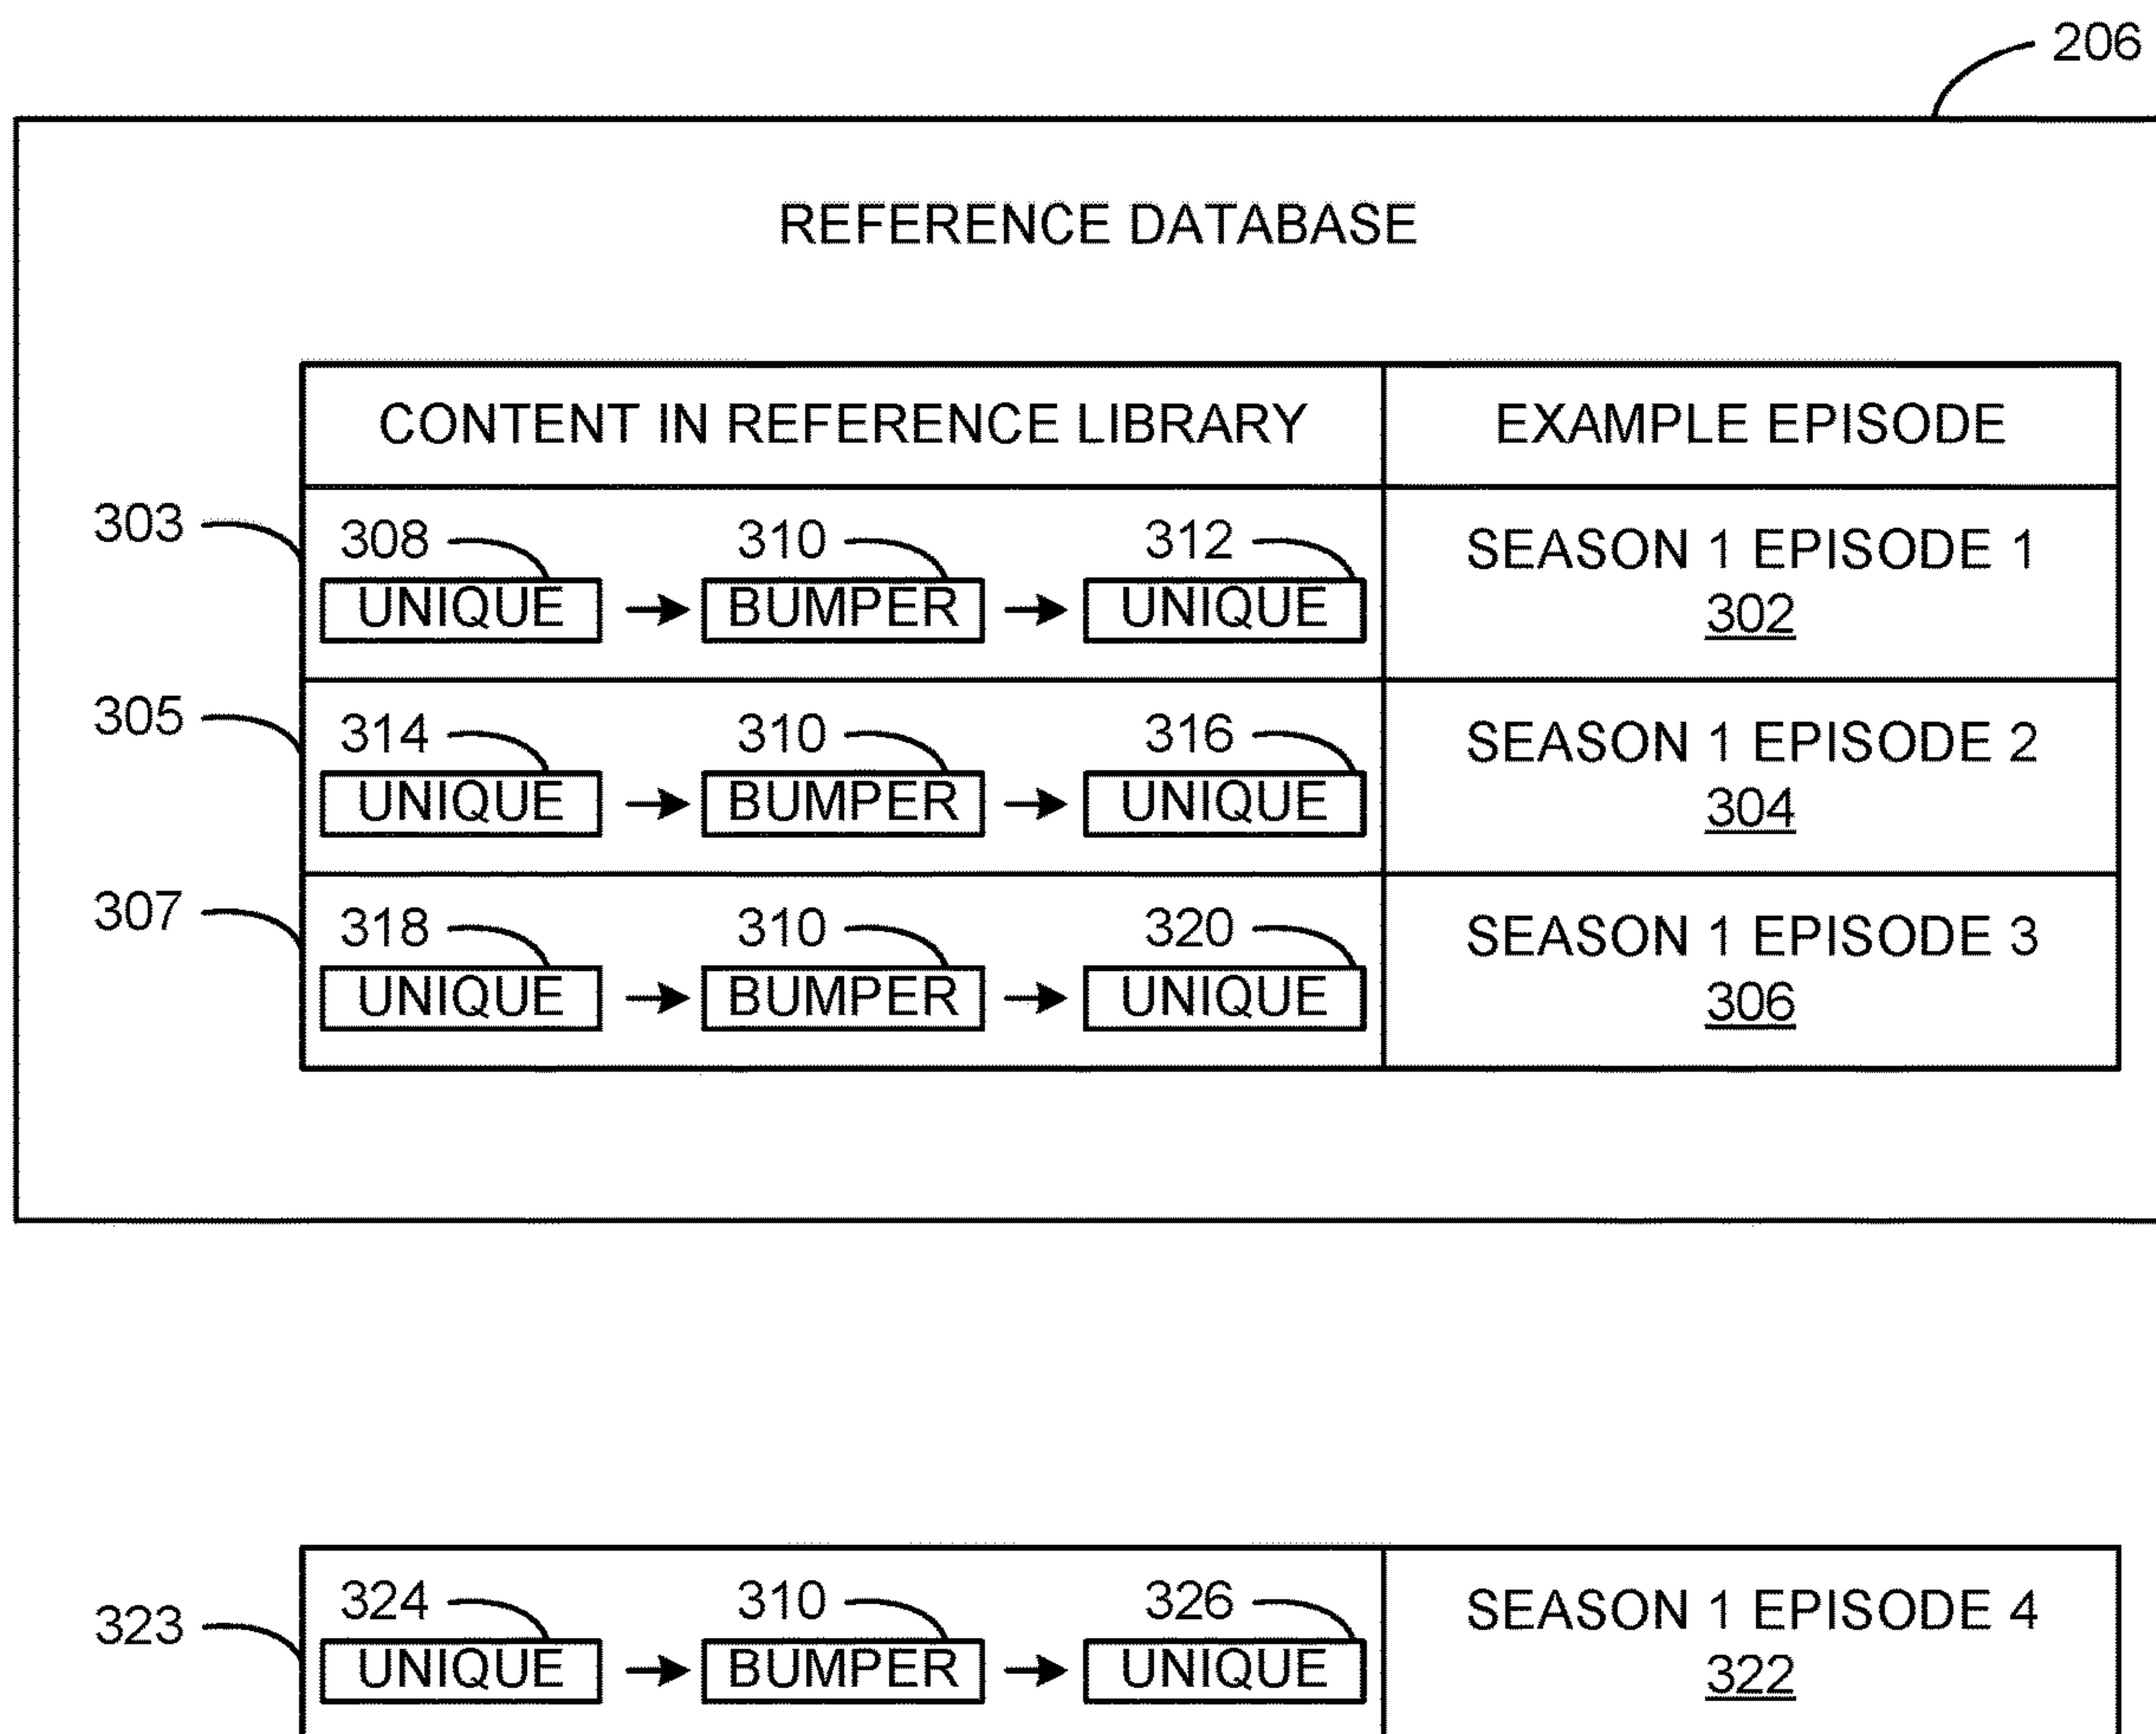 206
REFERENCE DATABASE
CONTENT IN REFERENCE LIBRARY EXAMPLE EPISODE
303 308 310 312 SEASON 1 EPISODE 1
UNIQUE BUMPER UNIQUE 302
305 314 310 316 SEASON 1 EPISODE 2
UNIQUE BUMPER UNIQUE 304
307 318 310 320 SEASON 1 EPISODE 3
UNIQUE BUMPER UNIQUE 306
323 324 310 326 SEASON 1 EPISODE 4
UNIQUE BUMPER UNIQUE 322